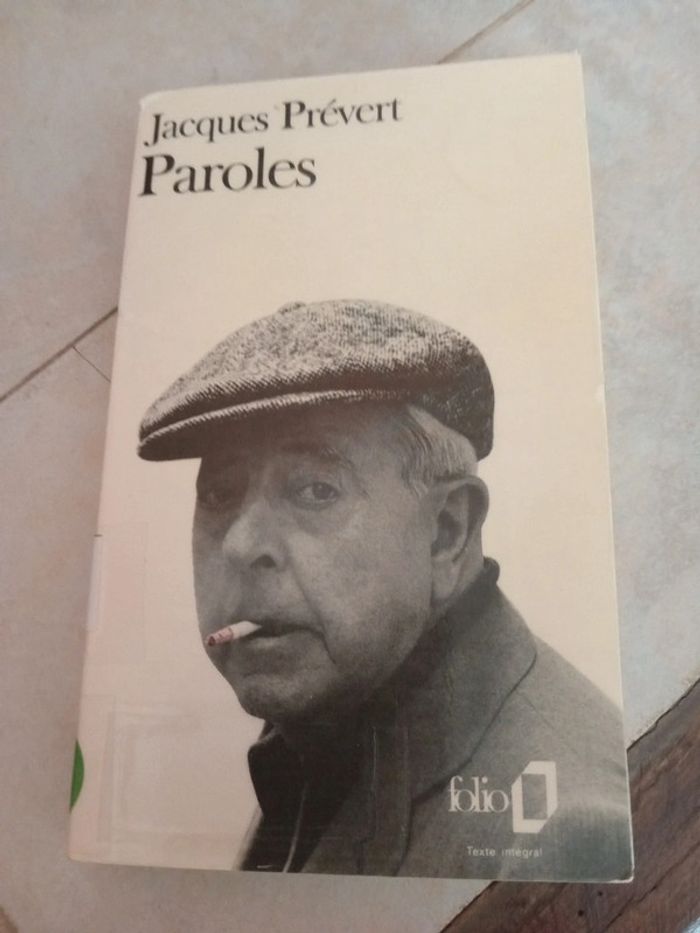 Jacques Prévert
Paroles
folio
Texte intégral